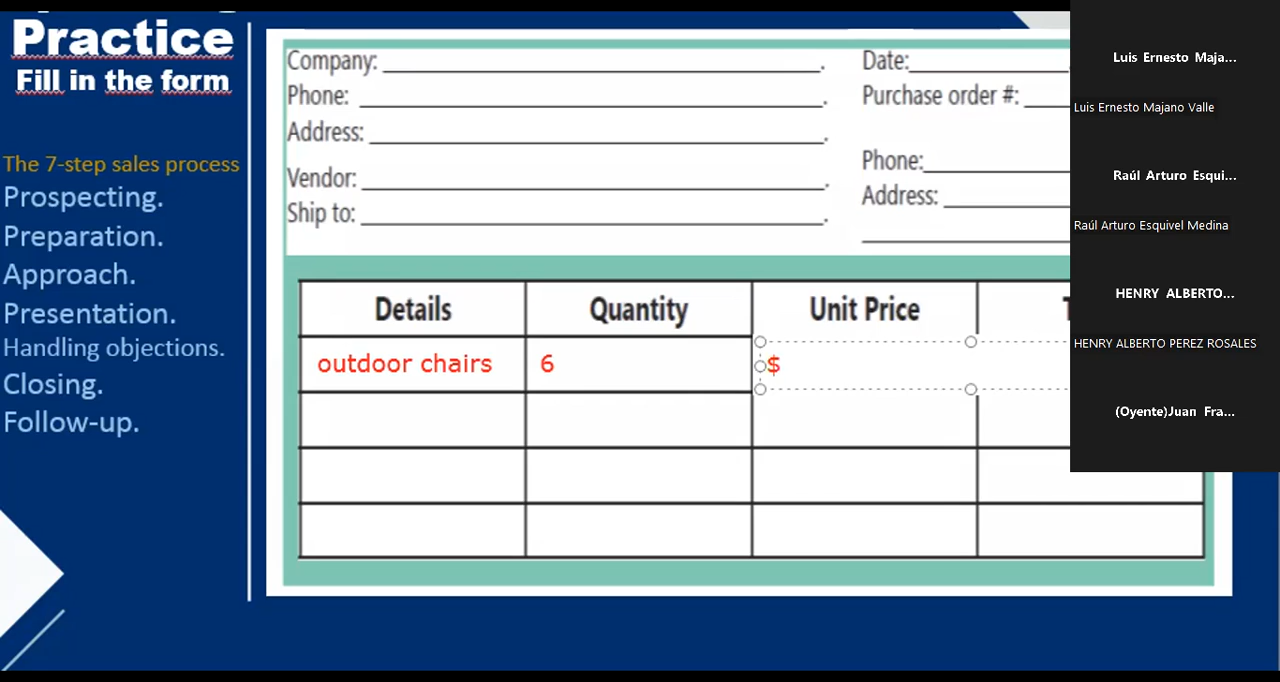 Practice
Fill in the form
The 7-step sales process
Prospecting.
Preparation.
Approach.
Presentation.
Handling objections.
Closing.
Follow-up.
Company: .
Phone: .
Address: .
Vendor: .
Ship to: .
Date:
Purchase order #:
Phone:
Address:
Details Quantity Unit Price
outdoor chairs 6 $
Luis Ernesto Maja...
Luis Ernesto Majano Valle
Raúl Arturo Esqui...
Raúl Arturo Esquivel Medina
HENRY ALBERTO...
HENRY ALBERTO PEREZ ROSALES
(Oyente)Juan Fra...